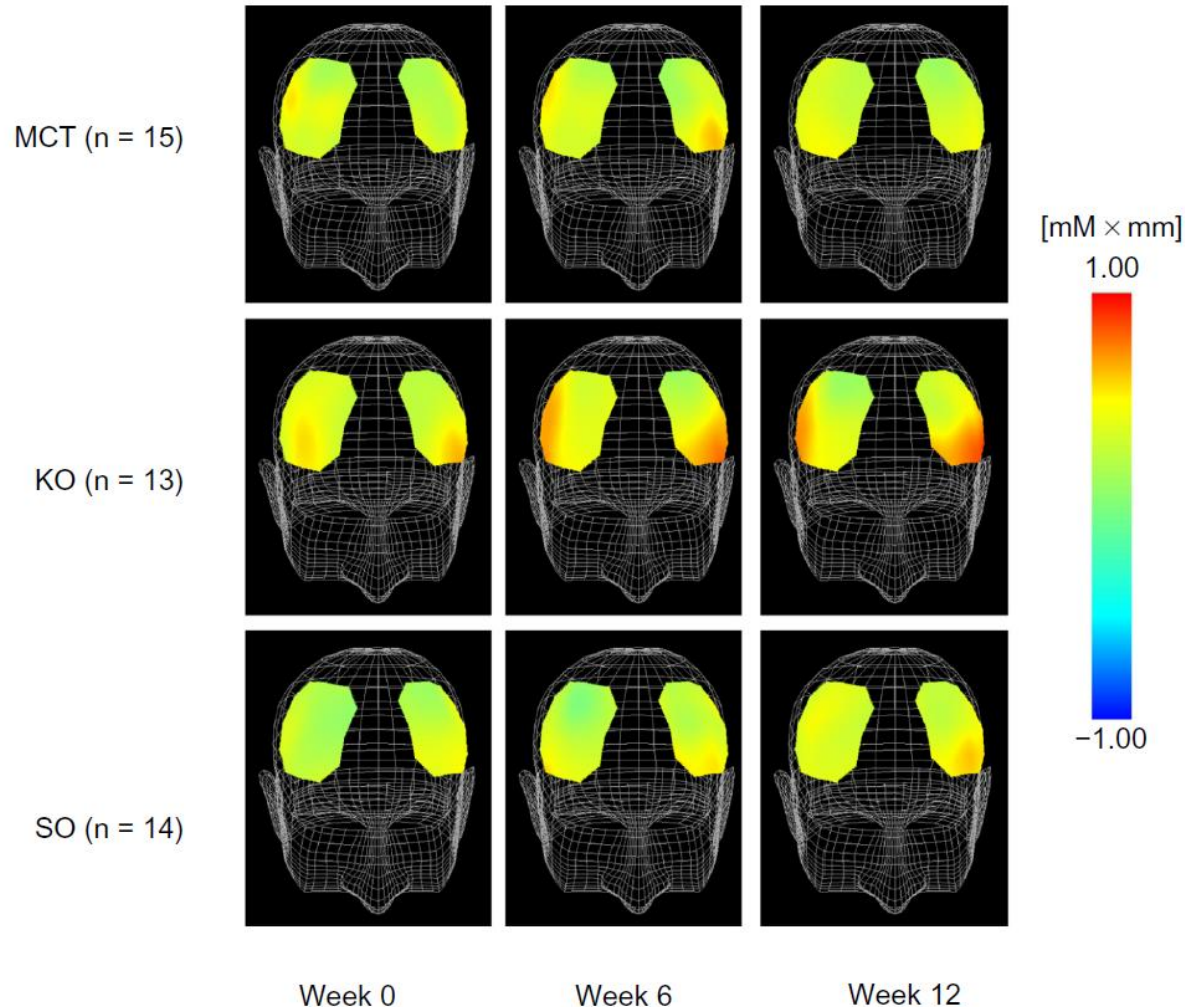 MCT (n = 15)
[mM × mm]
1.00
KO (n = 13)
−1.00
SO (n = 14)
Week 0
Week 6
Week 12